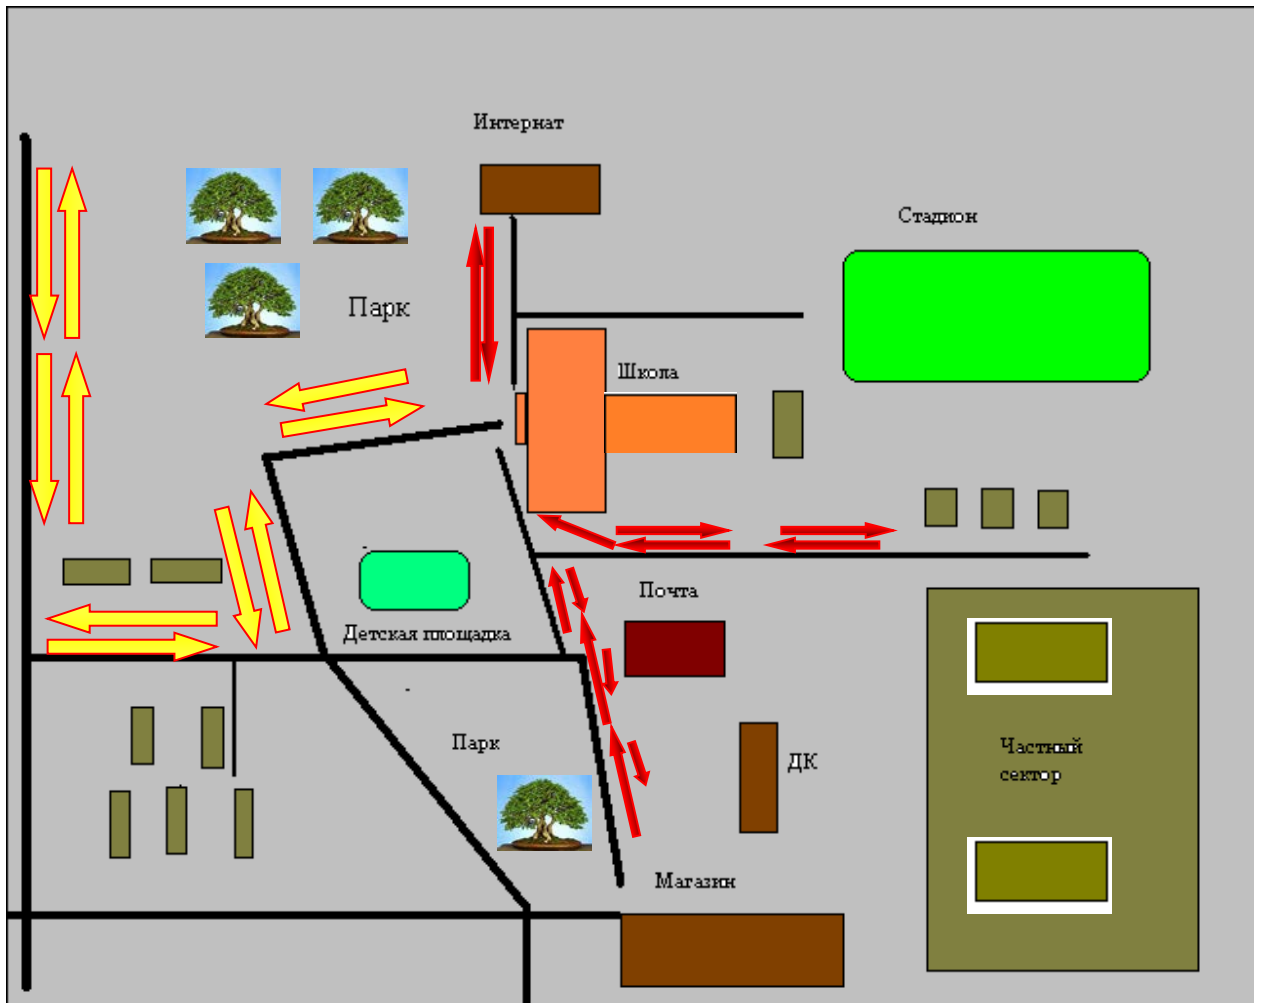 Интернат
Стадион
Парк
Школа
Почта
Детская площадка
Парк
ДК
Частный
сектор
Магазин